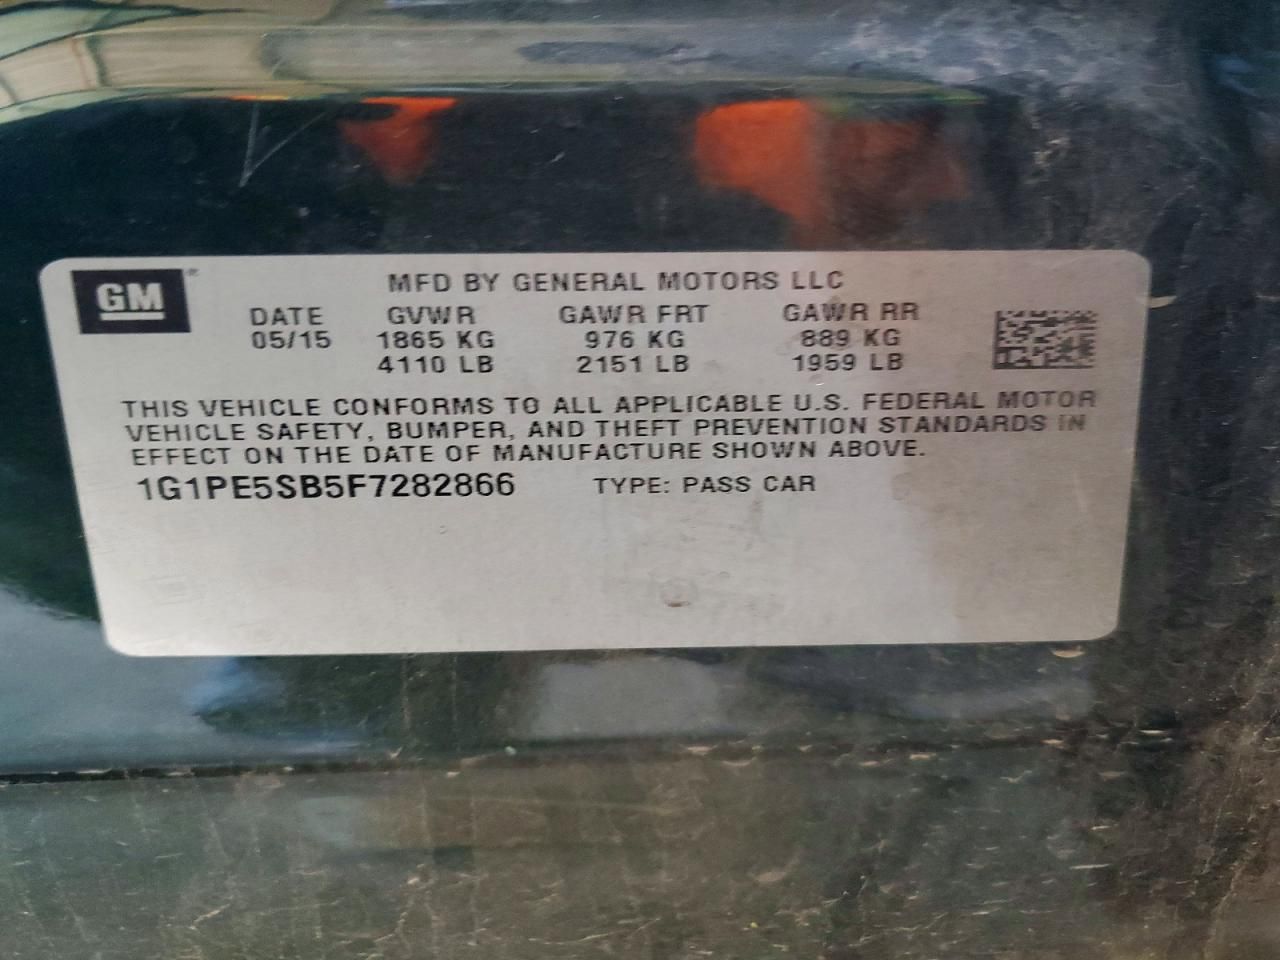 GM®
MFD BY GENERAL MOTORS LLC
DATE GVWR GAWR FRT GAWR RR
05/15 1865 KG 976 KG 889 KG
4110 LB 2151 LB 1959 LB
THIS VEHICLE CONFORMS TO ALL APPLICABLE U.S. FEDERAL MOTOR
VEHICLE SAFETY, BUMPER, AND THEFT PREVENTION STANDARDS IN
EFFECT ON THE DATE OF MANUFACTURE SHOWN ABOVE.
1G1PE5SB5F7282866 TYPE: PASS CAR